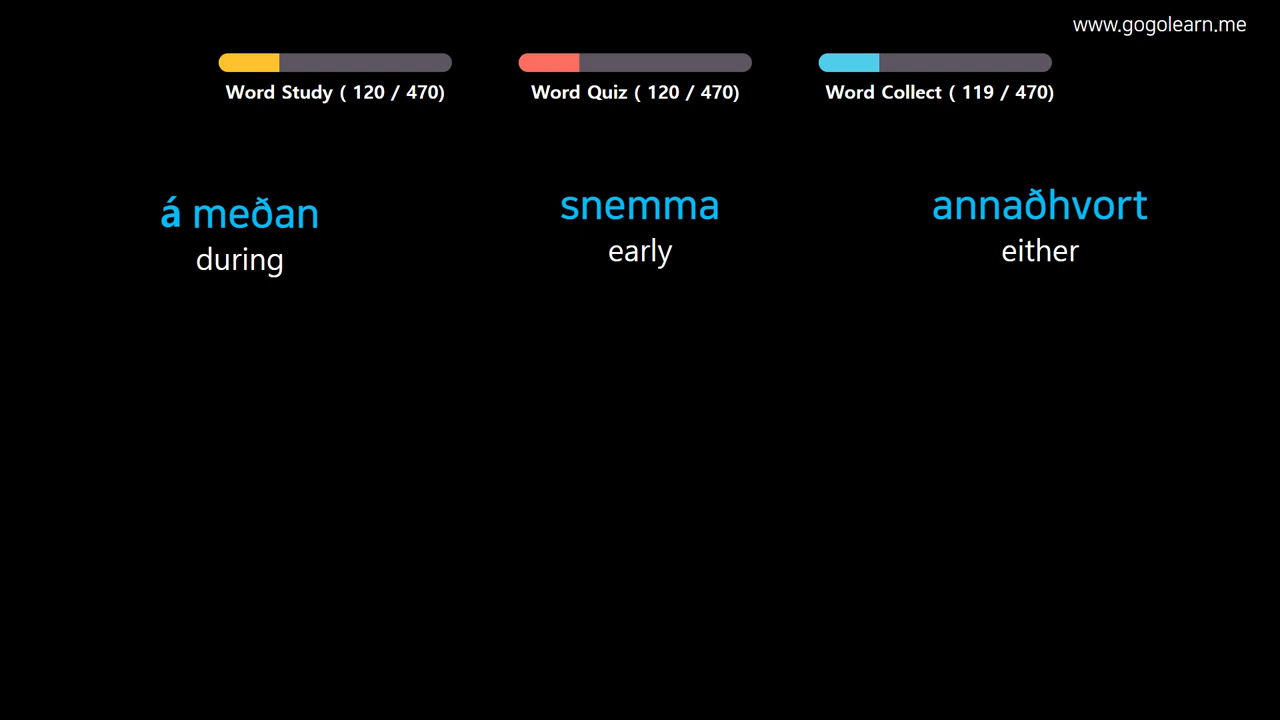 www.gogolearn.me
Word Study ( 120 / 470)
Word Quiz ( 120 / 470)
Word Collect ( 119 / 470)
á meðan
during
snemma
early
annaðhvort
either